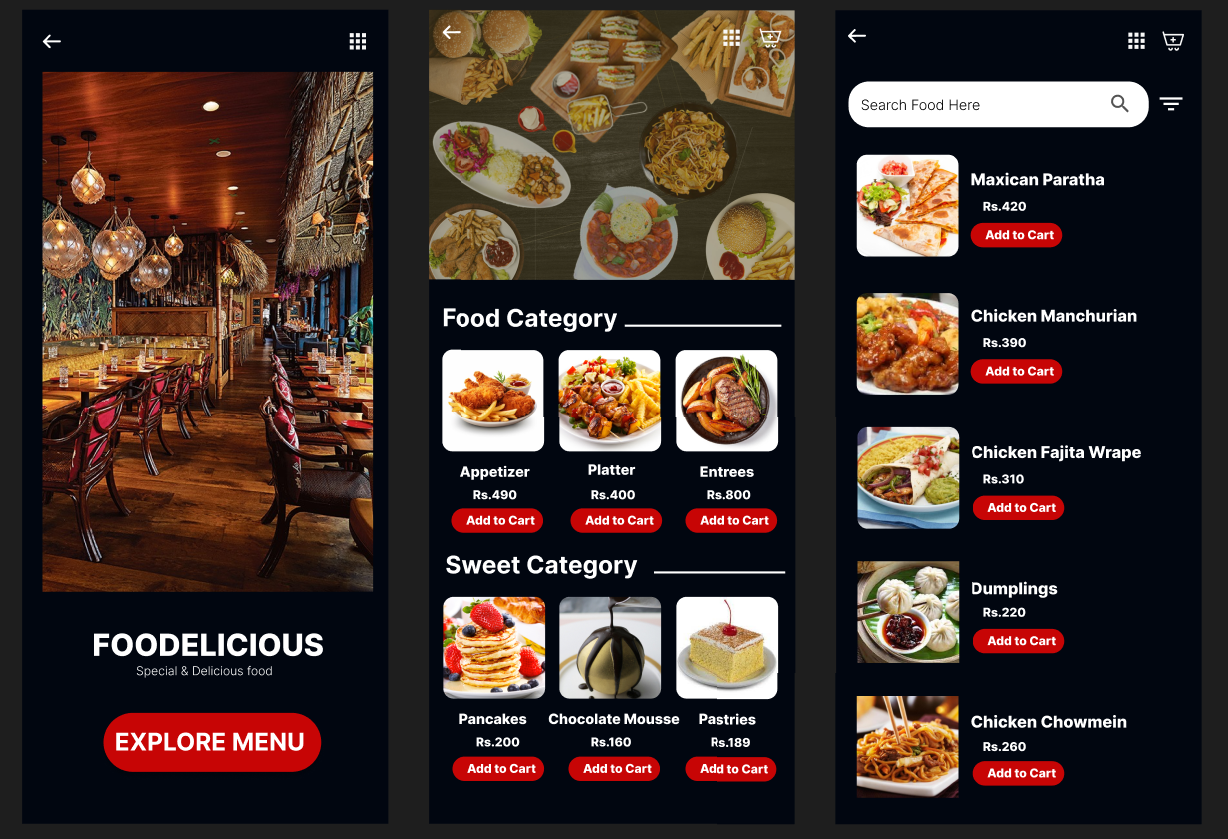 FOODELICIOUS
Special & Delicious food
EXPLORE MENU
Food Category
Appetizer
Platter
Entrees
Rs.490
Rs.400
Rs.800
Add to Cart
Add to Cart
Add to Cart
Sweet Category
Pancakes
Chocolate Mousse
Pastries
Rs.200
Rs.160
Rs.189
Add to Cart
Add to Cart
Add to Cart
Search Food Here
Maxican Paratha
Rs.420
Add to Cart
Chicken Manchurian
Rs.390
Add to Cart
Chicken Fajita Wrape
Rs.310
Add to Cart
Dumplings
Rs.220
Add to Cart
Chicken Chowmein
Rs.260
Add to Cart